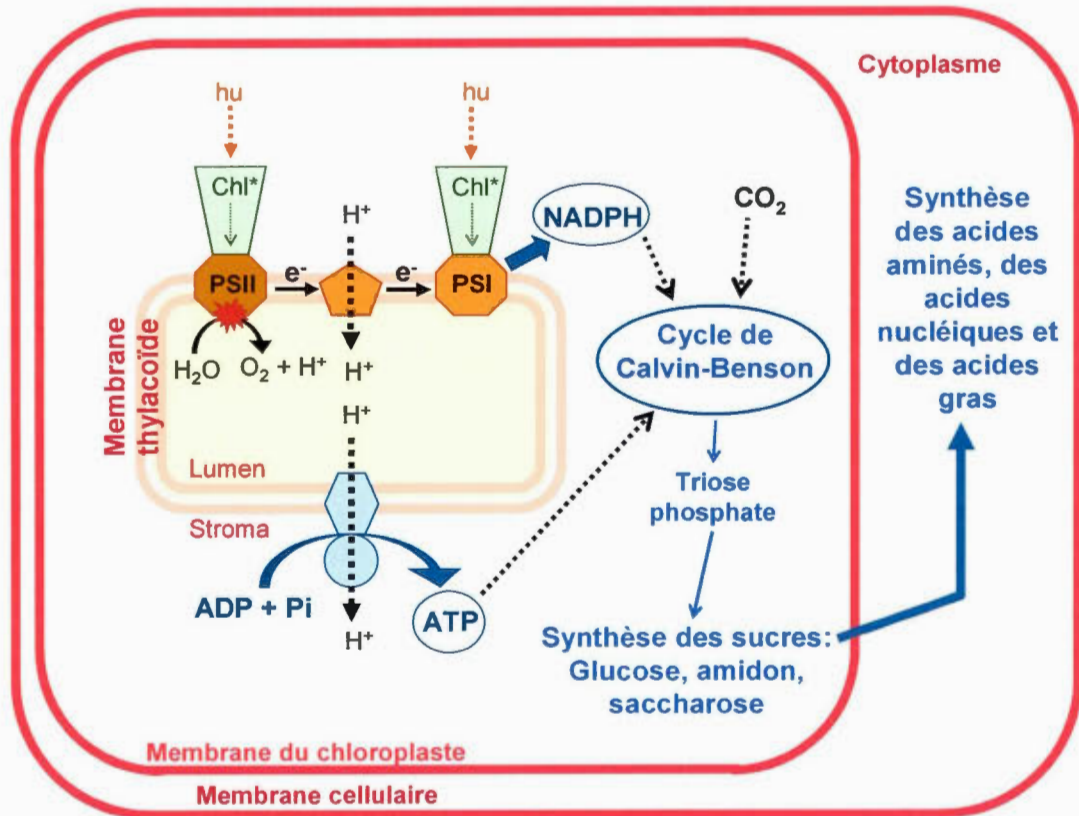 Cytoplasme
hu
hu
Chl*
Chl*
H⁺
NADPH
CO₂
Synthèse
des acides
aminés, des
acides
nucléiques et
des acides
gras
PSII
e⁻
e⁻
PSI
H₂O
O₂ + H⁺
H⁺
Cycle de
Calvin-Benson
Membrane
thylacoïde
H⁺
Lumen
Stroma
Triose
phosphate
ADP + Pi
ATP
H⁺
Synthèse des sucres:
Glucose, amidon,
saccharose
Membrane du chloroplaste
Membrane cellulaire